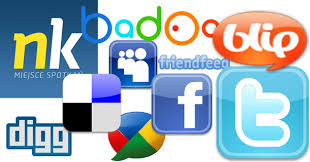 nk
MIEJSCE SPOTKAŃ
badoo
blip
friendfeed
digg
f
t